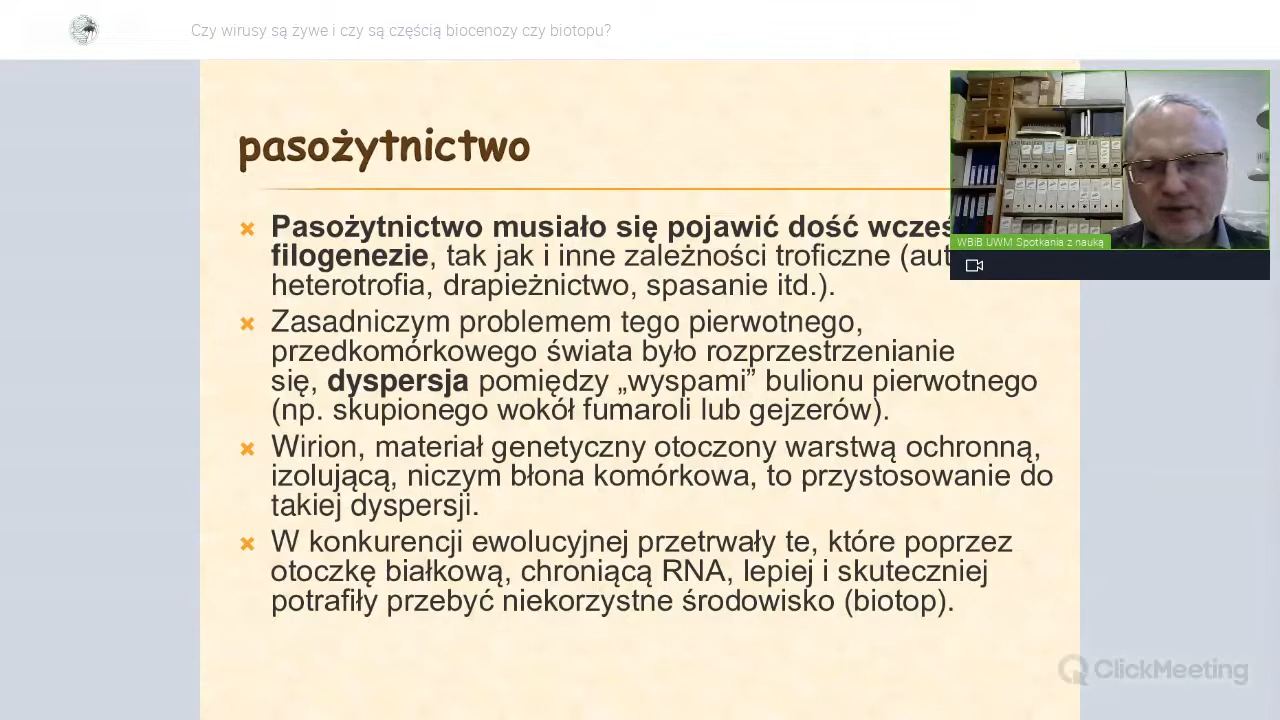 Czy wirusy są żywe i czy są częścią biocenozy czy biotopu?
pasożytnictwo
Pasożytnictwo musiało się pojawić dość
filogenezie, tak jak i inne zależności troficzne
heterotrofia, drapieżnictwo, spasanie itd.).
Zasadniczym problemem tego pierwotnego,
przedkomórkowego świata było rozprzestrzenianie
się, dyspersja pomiędzy „wyspami” bulionu pierwotnego
(np. skupionego wokół fumaroli lub gejzerów).
Wirion, materiał genetyczny otoczony warstwą ochronną,
izolującą, niczym błona komórkowa, to przystosowanie do
takiej dyspersji.
W konkurencji ewolucyjnej przetrwały te, które poprzez
otoczkę białkową, chroniącą RNA, lepiej i skuteczniej
potrafiły przebyć niekorzystne środowisko (biotop).
WBiB UWM Spotkania z nauką
ClickMeeting